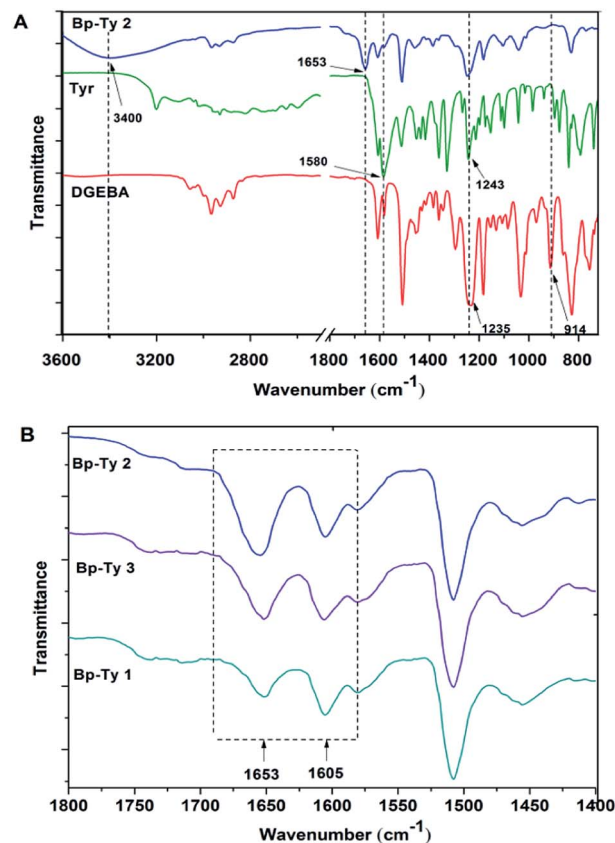 A
Bp-Ty 2
1653
3400
Tyr
1580
1243
DGEBA
1235
914
Transmittance
3600 3200 2800 2400 1800 1600 1400 1200 1000 800
Wavenumber (cm-1)
B
Bp-Ty 2
Bp-Ty 3
Bp-Ty 1
1653
1605
Transmittance
1800 1750 1700 1650 1600 1550 1500 1450 1400
Wavenumber (cm-1)